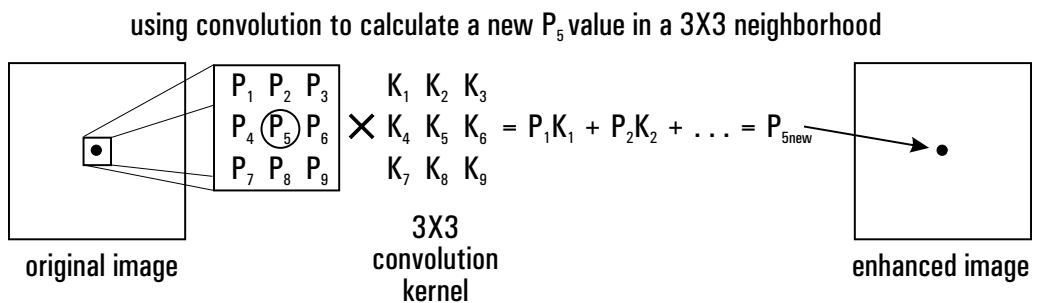 using convolution to calculate a new P₅ value in a 3X3 neighborhood
P₁ P₂ P₃ K₁ K₂ K₃
P₄ P₅ P₆ × K₄ K₅ K₆ = P₁K₁ + P₂K₂ + . . . = P₅new
P₇ P₈ P₉ K₇ K₈ K₉
3X3
convolution
kernel
original image
enhanced image